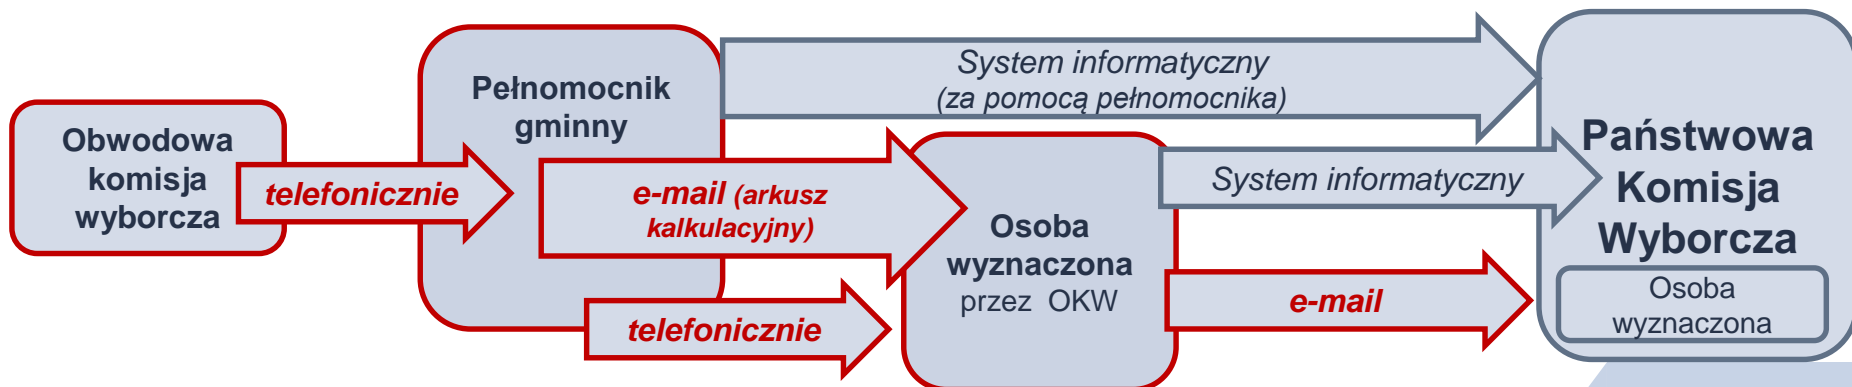 Obwodowa
komisja
wyborcza
telefonicznie
Pełnomocnik
gminny
e-mail (arkusz
kalkulacyjny)
telefonicznie
System informatyczny
(za pomocą pełnomocnika)
Osoba
wyznaczona
przez OKW
System informatyczny
e-mail
Państwowa
Komisja
Wyborcza
Osoba
wyznaczona